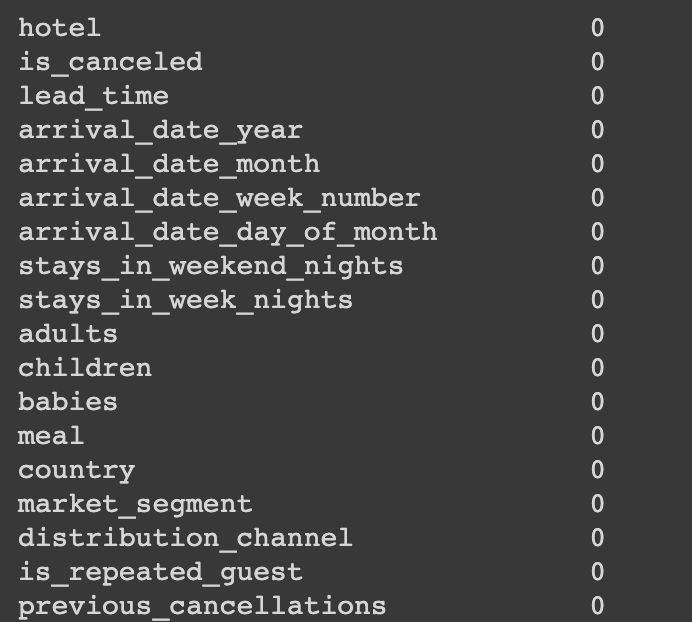 hotel 0
is_canceled 0
lead_time 0
arrival_date_year 0
arrival_date_month 0
arrival_date_week_number 0
arrival_date_day_of_month 0
stays_in_weekend_nights 0
stays_in_week_nights 0
adults 0
children 0
babies 0
meal 0
country 0
market_segment 0
distribution_channel 0
is_repeated_guest 0
previous_cancellations 0